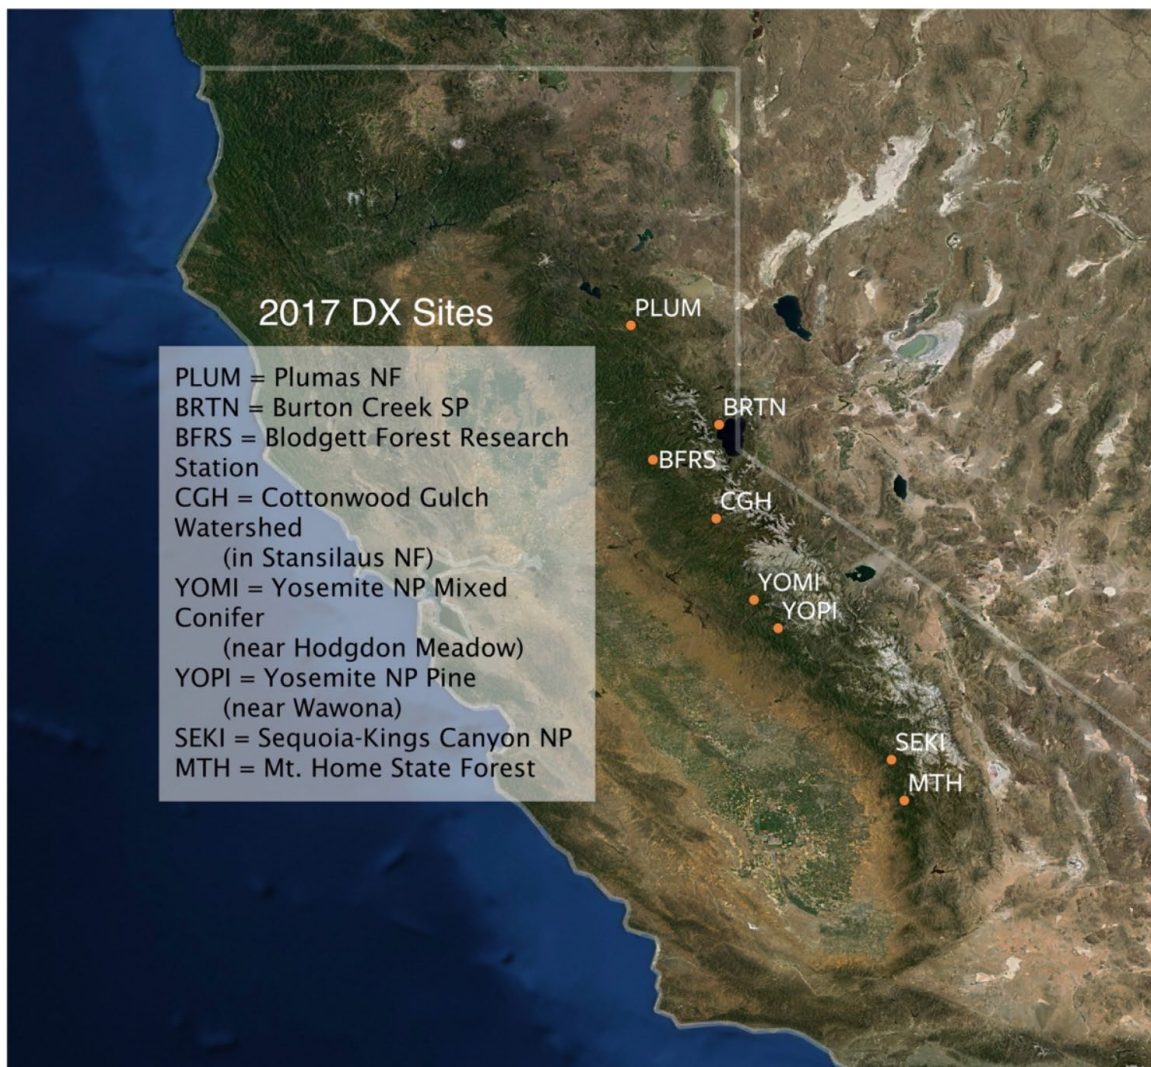 2017 DX Sites
PLUM = Plumas NF
BRTN = Burton Creek SP
BFRS = Blodgett Forest Research
Station
CGH = Cottonwood Gulch
Watershed
(in Stansilaus NF)
YOMI = Yosemite NP Mixed
Conifer
(near Hodgdon Meadow)
YOPI = Yosemite NP Pine
(near Wawona)
SEKI = Sequoia-Kings Canyon NP
MTH = Mt. Home State Forest
PLUM
BRTN
BFRS
CGH
YOMI
YOPI
SEKI
MTH